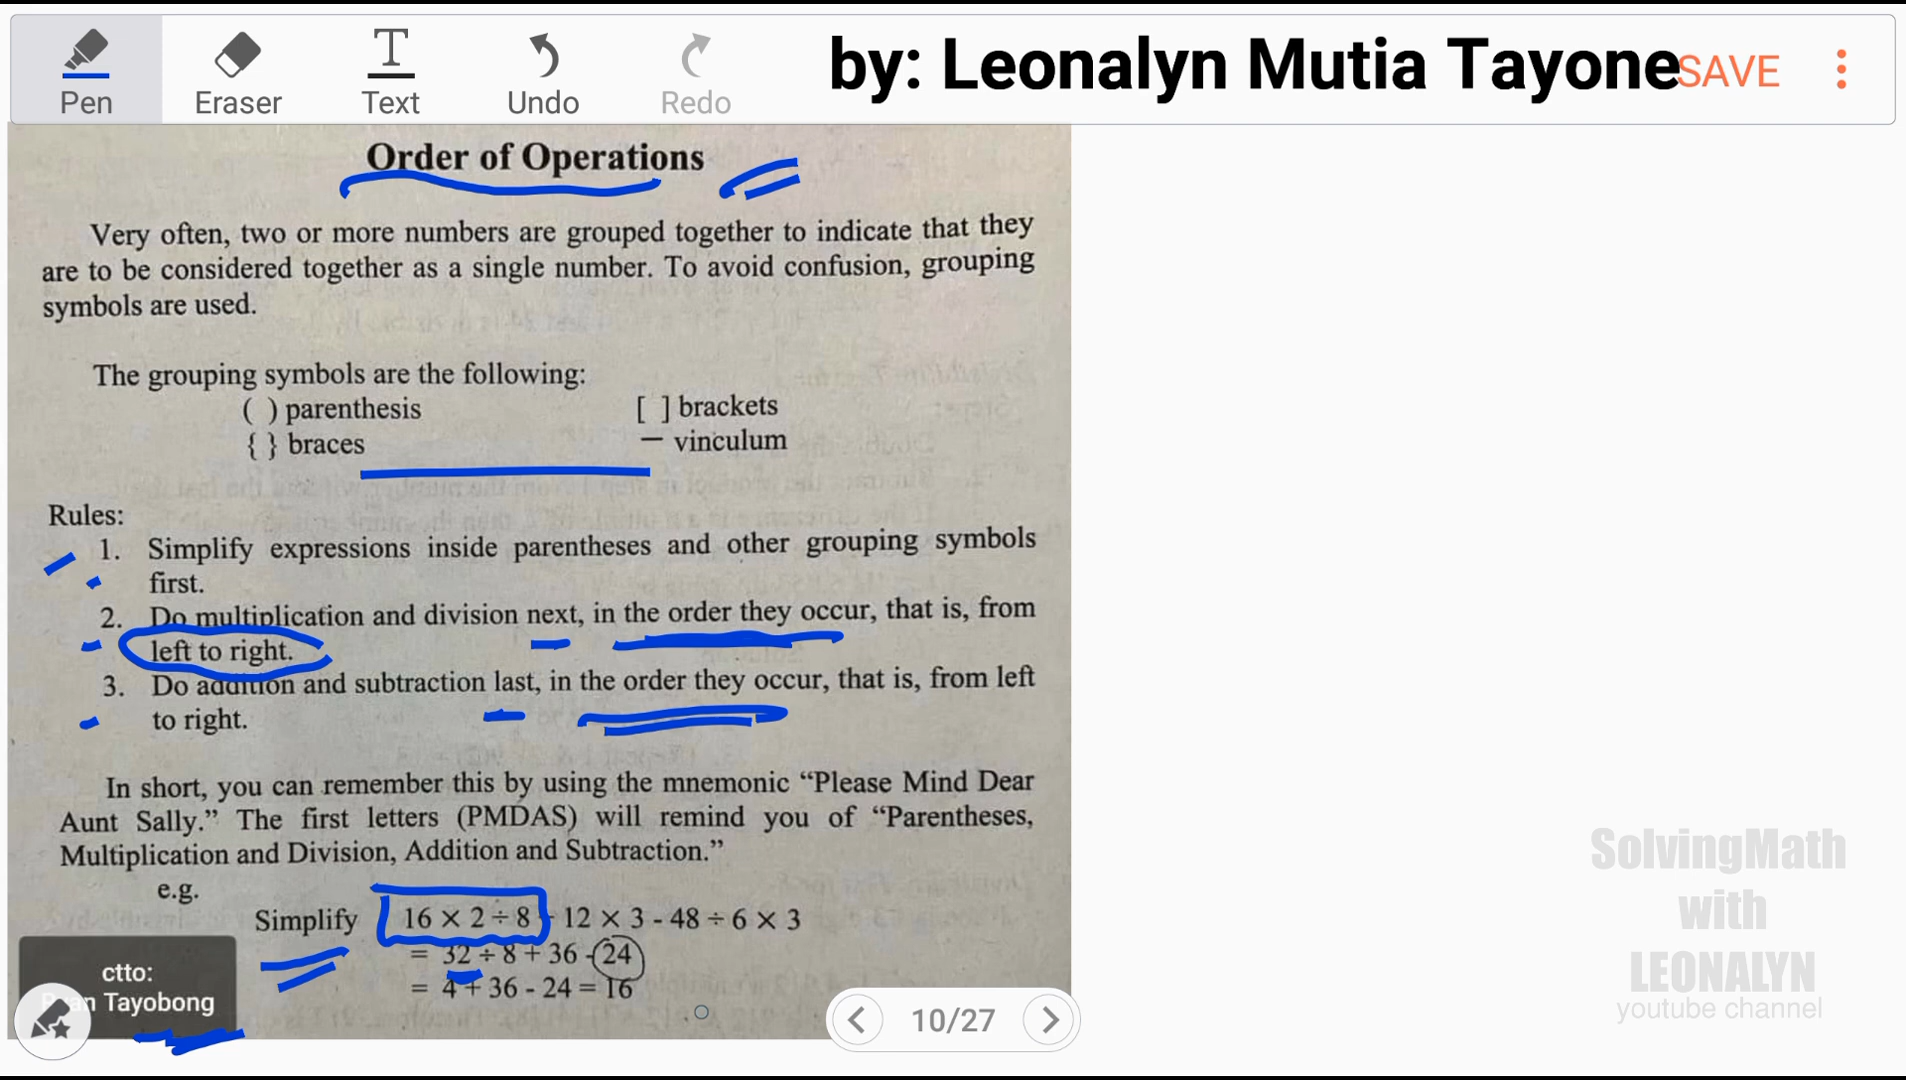 Pen
Eraser
Text
Undo
Redo
by: Leonalyn Mutia Tayone
SAVE
Order of Operations
Very often, two or more numbers are grouped together to indicate that they
are to be considered together as a single number. To avoid confusion, grouping
symbols are used.
The grouping symbols are the following:
( ) parenthesis [ ] brackets
{ } braces — vinculum
Rules:
1. Simplify expressions inside parentheses and other grouping symbols
first.
2. Do multiplication and division next, in the order they occur, that is, from
left to right.
3. Do addition and subtraction last, in the order they occur, that is, from left
to right.
In short, you can remember this by using the mnemonic “Please Mind Dear
Aunt Sally.” The first letters (PMDAS) will remind you of “Parentheses,
Multiplication and Division, Addition and Subtraction.”
e.g.
Simplify 16 × 2 ÷ 8 12 × 3 - 48 ÷ 6 × 3
= 32 ÷ 8 + 36 - 24
= 4 + 36 - 24 = 16
ctto:
Tayobong
10/27
SolvingMath
with
LEONALYN
youtube channel